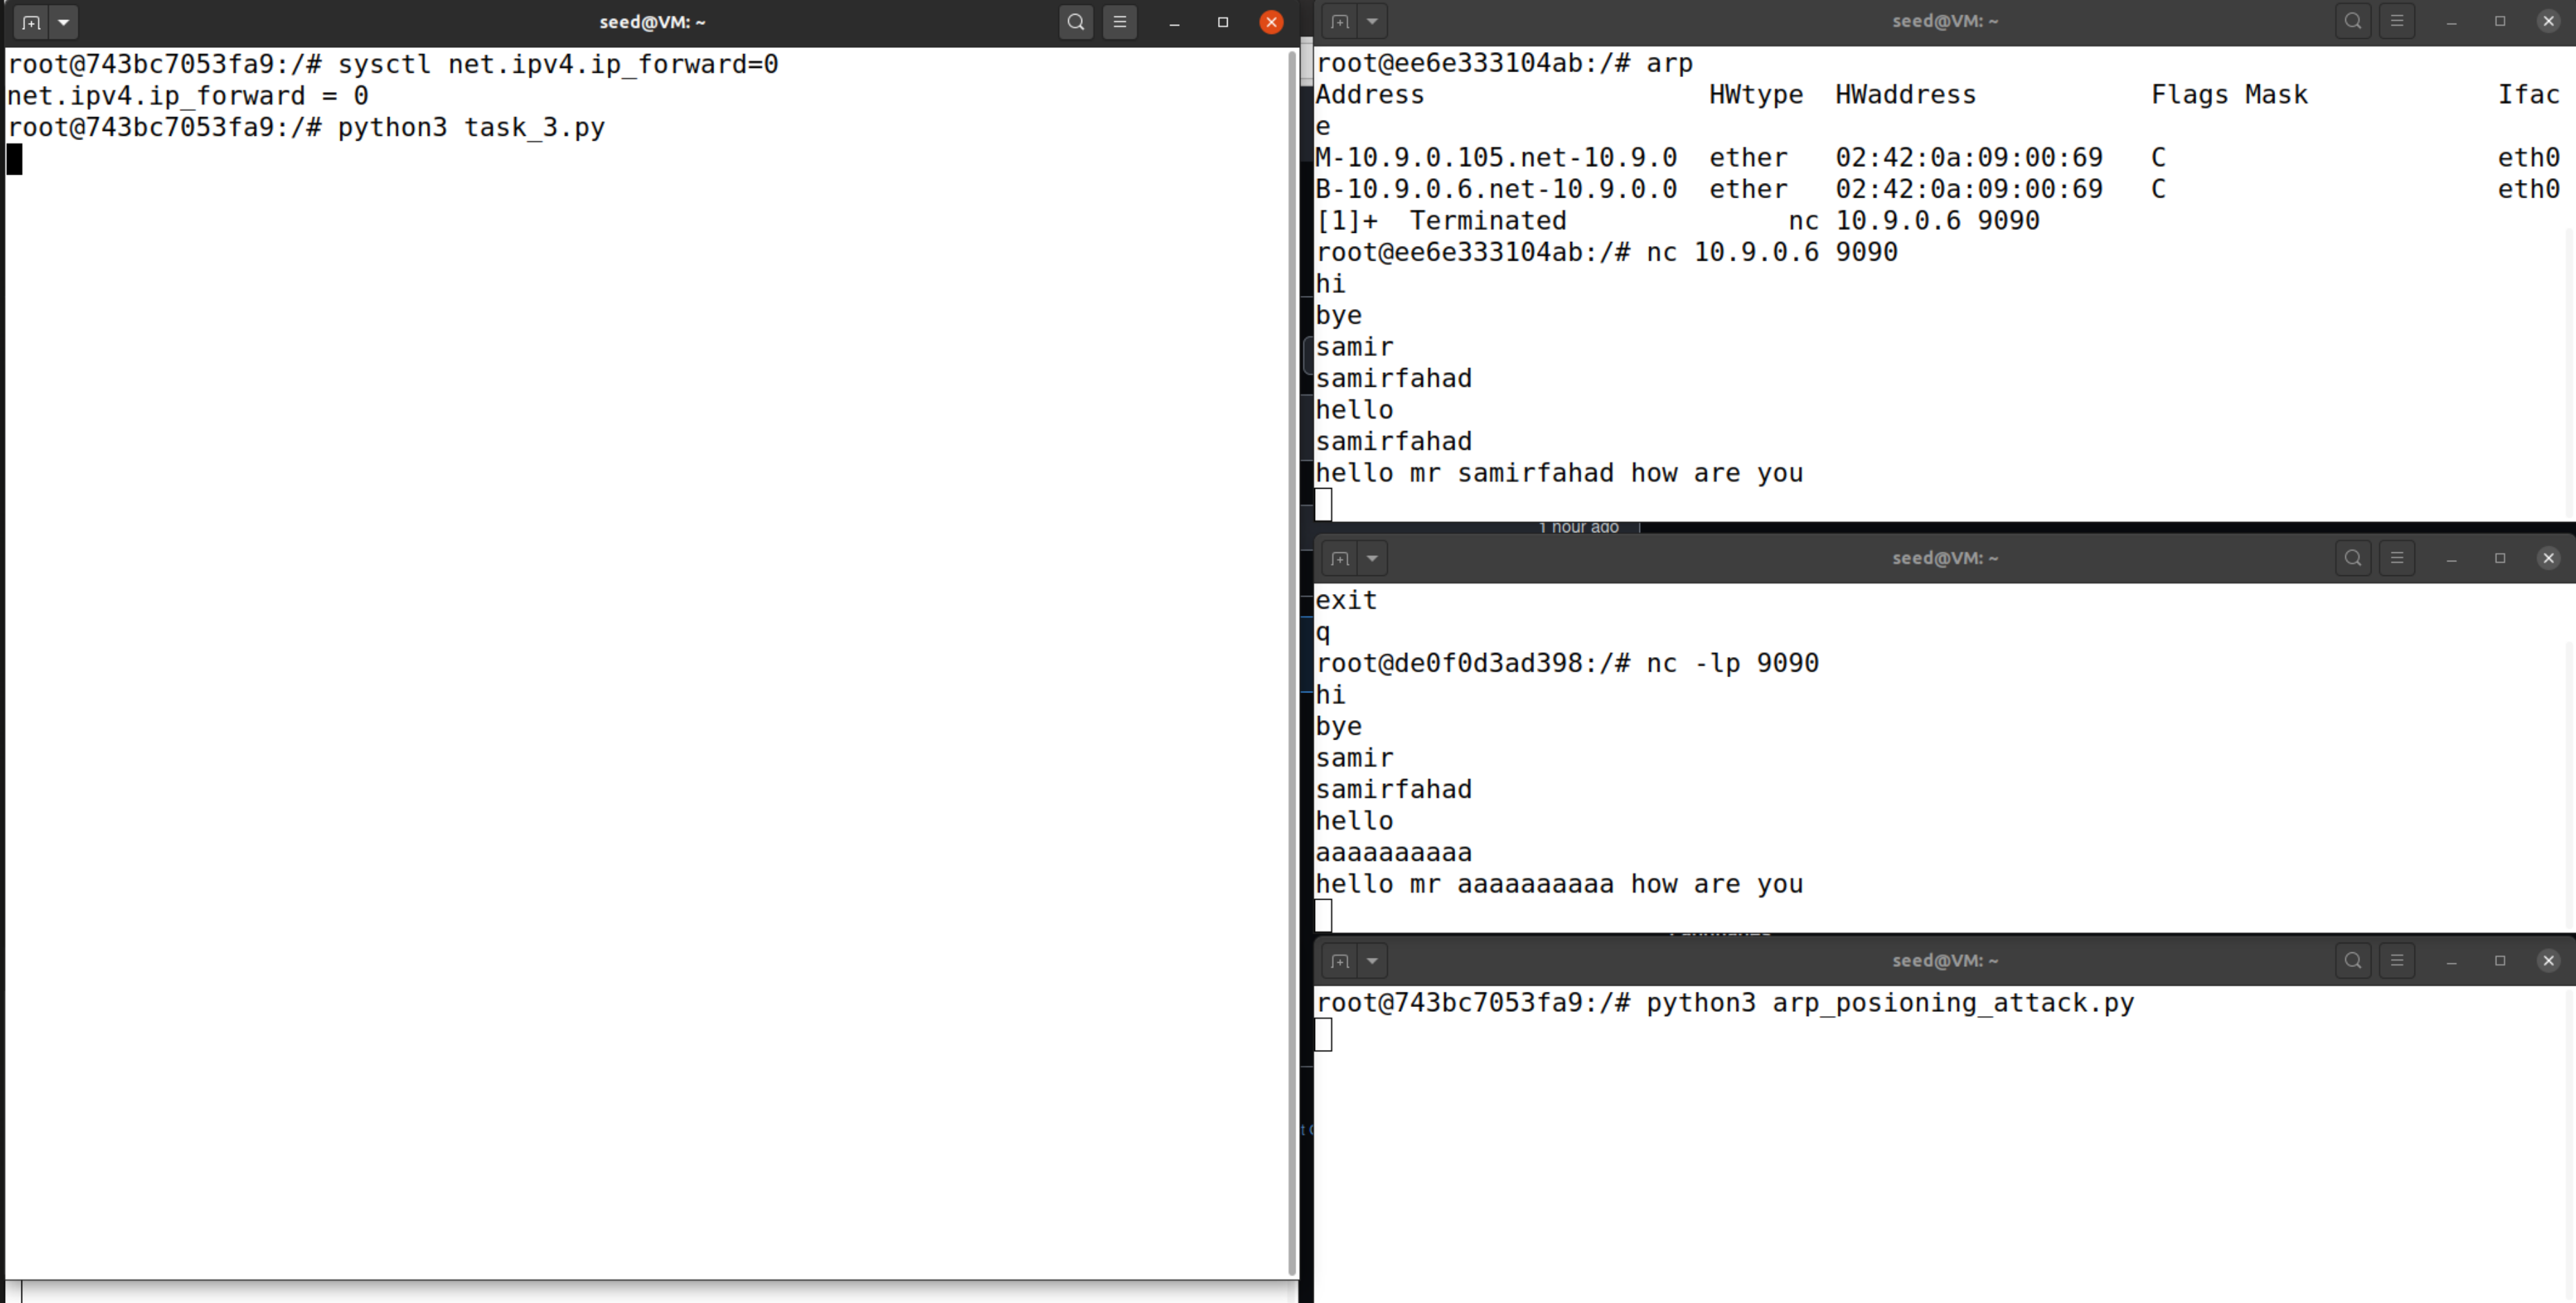 seed@VM: ~
root@743bc7053fa9:/# sysctl net.ipv4.ip_forward=0
net.ipv4.ip_forward = 0
root@743bc7053fa9:/# python3 task_3.py
seed@VM: ~
root@ee6e333104ab:/# arp
Address                  HWtype  HWaddress           Flags Mask            Ifac
e
M-10.9.0.105.net-10.9.0  ether   02:42:0a:09:00:69   C                     eth0
B-10.9.0.6.net-10.9.0.0  ether   02:42:0a:09:00:69   C                     eth0
[1]+  Terminated              nc 10.9.0.6 9090
root@ee6e333104ab:/# nc 10.9.0.6 9090
hi
bye
samir
samirfahad
hello
samirfahad
hello mr samirfahad how are you
1 hour ago
seed@VM: ~
exit
q
root@de0f0d3ad398:/# nc -lp 9090
hi
bye
samir
samirfahad
hello
aaaaaaaaaa
hello mr aaaaaaaaaa how are you
seed@VM: ~
root@743bc7053fa9:/# python3 arp_posioning_attack.py